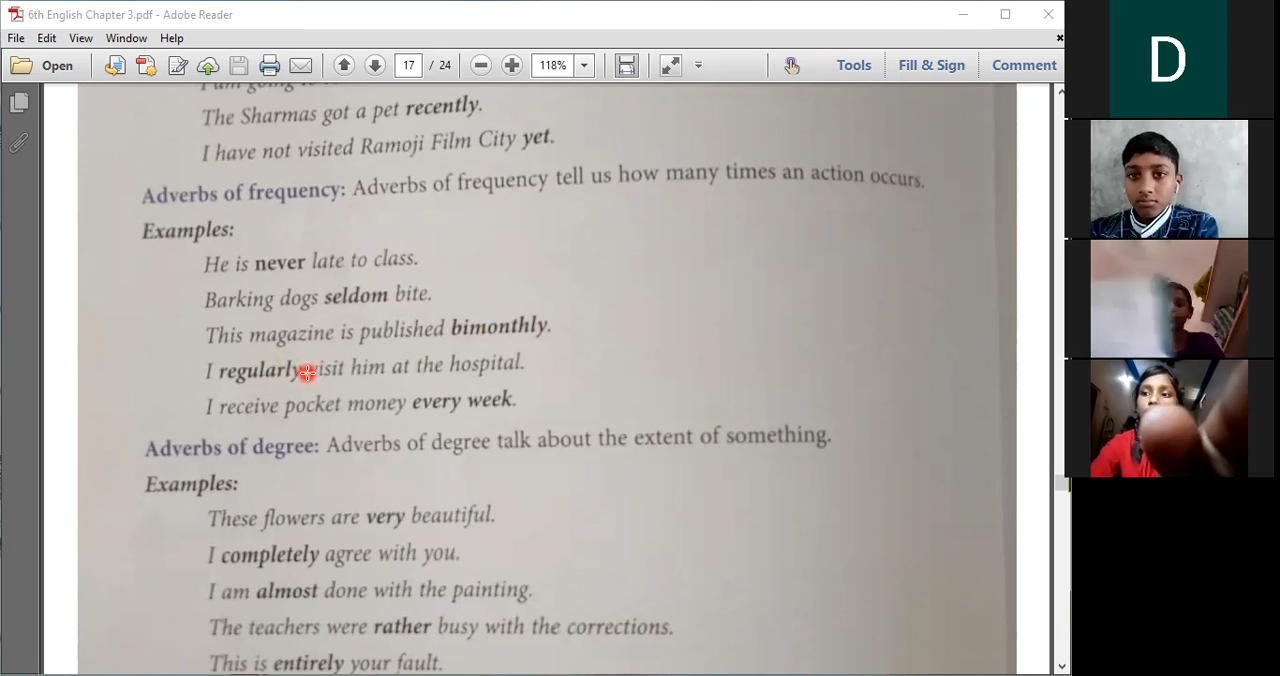 6th English Chapter 3.pdf - Adobe Reader
File Edit View Window Help
Open 17 / 24 118% Tools Fill & Sign Comment
I am going
The Sharmas got a pet recently.
I have not visited Ramoji Film City yet.
Adverbs of frequency: Adverbs of frequency tell us how many times an action occurs.
Examples:
He is never late to class.
Barking dogs seldom bite.
This magazine is published bimonthly.
I regularly visit him at the hospital.
I receive pocket money every week.
Adverbs of degree: Adverbs of degree talk about the extent of something.
Examples:
These flowers are very beautiful.
I completely agree with you.
I am almost done with the painting.
The teachers were rather busy with the corrections.
This is entirely your fault.
D